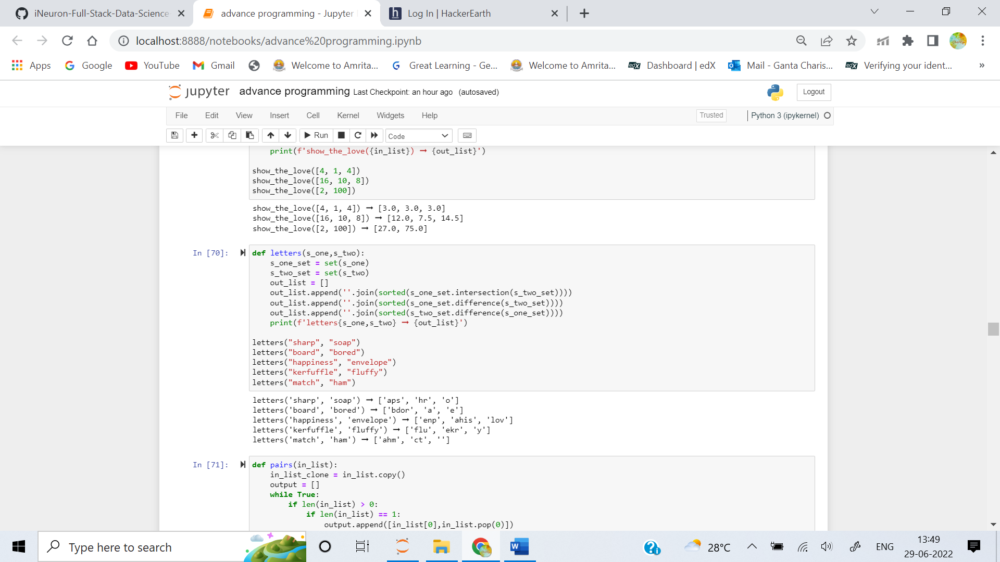 iNeuron-Full-Stack-Data-Science
advance programming - Jupyter
Log In | HackerEarth
localhost:8888/notebooks/advance%20programming.ipynb
Apps
Google
YouTube
Gmail
Welcome to Amrita...
Great Learning - Ge...
Welcome to Amrita...
Dashboard | edX
Mail - Ganta Charis...
Verifying your ident...
»
jupyter
advance programming Last Checkpoint: an hour ago (autosaved)
Logout
File
Edit
View
Insert
Cell
Kernel
Widgets
Help
Trusted
Python 3 (ipykernel)
Run
Code
    print(f'show_the_love({in_list}) ➞ {out_list}')
show_the_love([4, 1, 4])
show_the_love([16, 10, 8])
show_the_love([2, 100])
show_the_love([4, 1, 4]) ➞ [3.0, 3.0, 3.0]
show_the_love([16, 10, 8]) ➞ [12.0, 7.5, 14.5]
show_the_love([2, 100]) ➞ [27.0, 75.0]
In [70]:
def letters(s_one,s_two):
    s_one_set = set(s_one)
    s_two_set = set(s_two)
    out_list = []
    out_list.append(''.join(sorted(s_one_set.intersection(s_two_set))))
    out_list.append(''.join(sorted(s_one_set.difference(s_two_set))))
    out_list.append(''.join(sorted(s_two_set.difference(s_one_set))))
    print(f'letters{s_one,s_two} ➞ {out_list}')
letters("sharp", "soap")
letters("board", "bored")
letters("happiness", "envelope")
letters("kerfuffle", "fluffy")
letters("match", "ham")
letters('sharp', 'soap') ➞ ['aps', 'hr', 'o']
letters('board', 'bored') ➞ ['bdor', 'a', 'e']
letters('happiness', 'envelope') ➞ ['enp', 'ahis', 'lov']
letters('kerfuffle', 'fluffy') ➞ ['flu', 'ekr', 'y']
letters('match', 'ham') ➞ ['ahm', 'ct', '']
In [71]:
def pairs(in_list):
    in_list_clone = in_list.copy()
    output = []
    while True:
        if len(in_list) > 0:
            if len(in_list) == 1:
                output.append([in_list[0],in_list.pop(0)])
Type here to search
28°C
ENG
13:49
29-06-2022